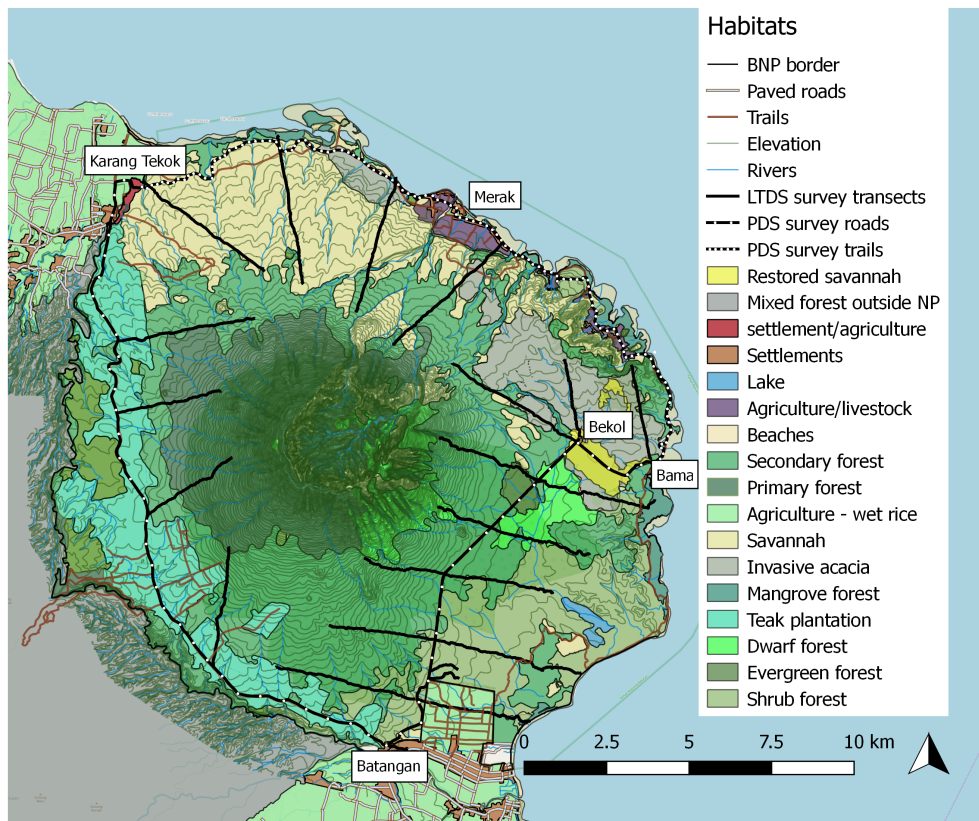 Habitats
BNP border
Paved roads
Trails
Elevation
Rivers
LTDS survey transects
PDS survey roads
PDS survey trails
Restored savannah
Mixed forest outside NP
settlement/agriculture
Settlements
Lake
Agriculture/livestock
Beaches
Secondary forest
Primary forest
Agriculture - wet rice
Savannah
Invasive acacia
Mangrove forest
Teak plantation
Dwarf forest
Evergreen forest
Shrub forest
Karang Tekok
Merak
Bekol
Bama
Batangan
0 2.5 5 7.5 10 km